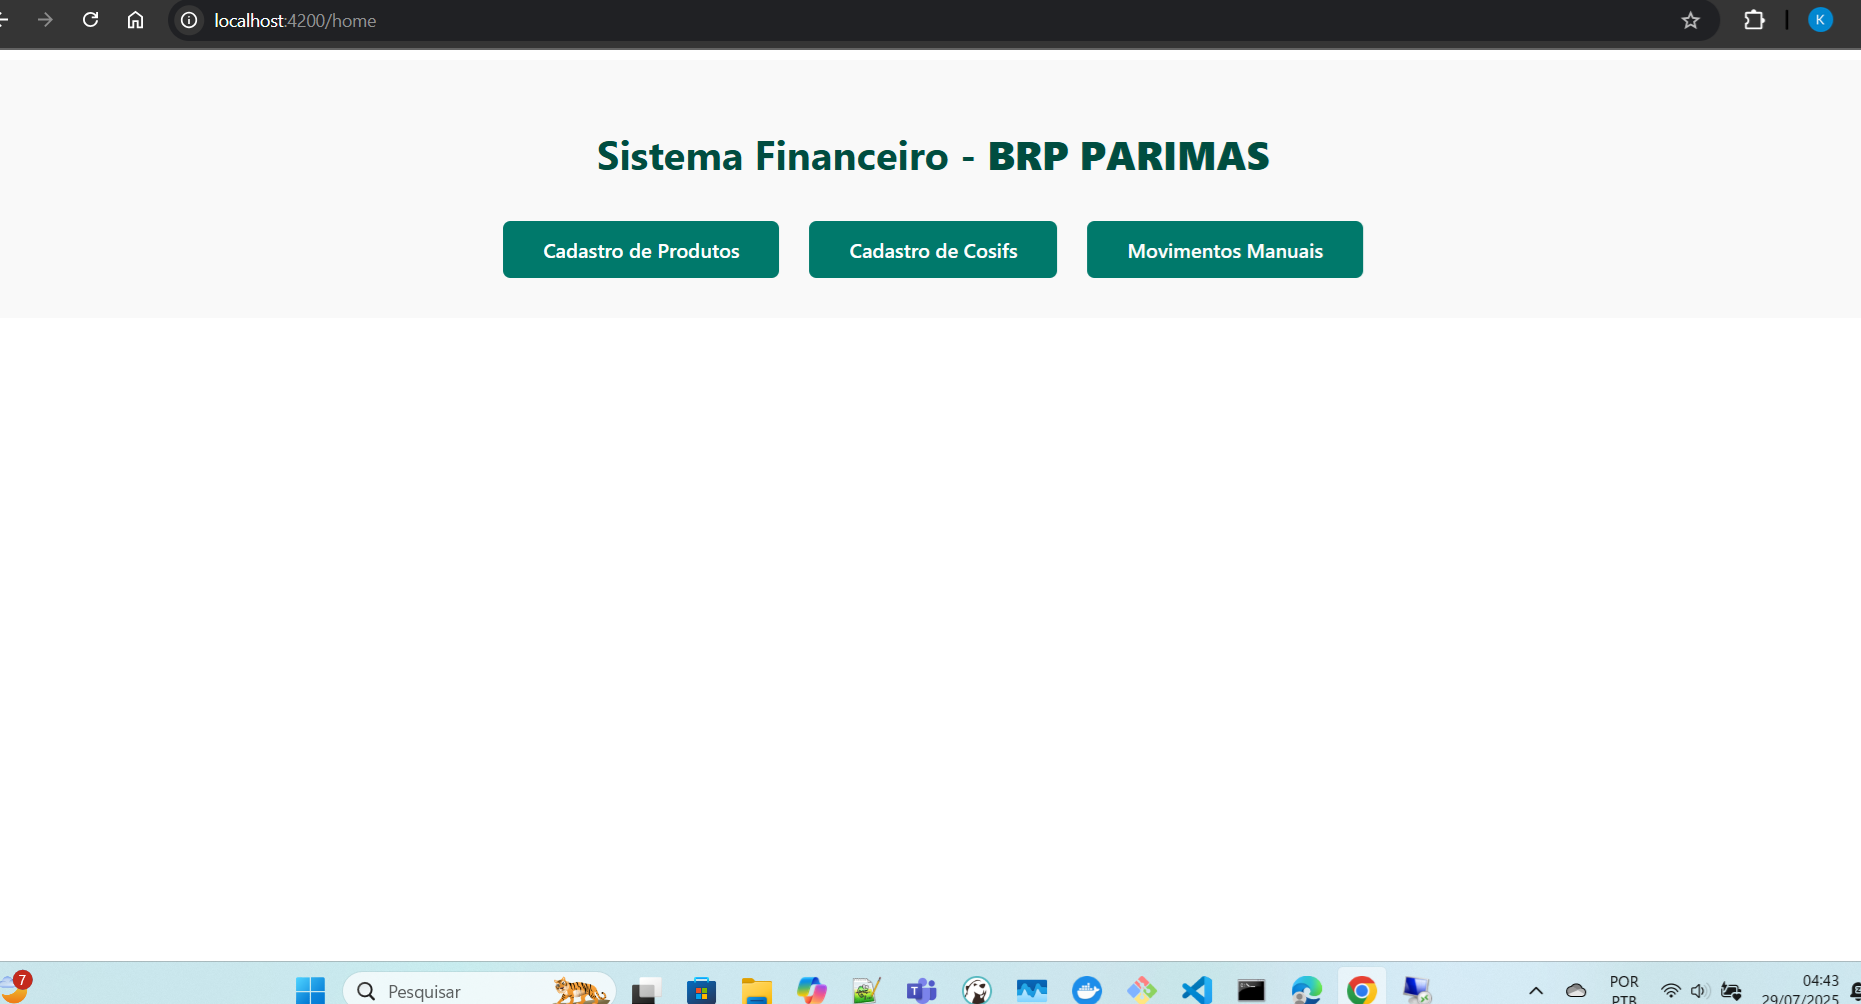 localhost:4200/home
K
Sistema Financeiro - BRP PARIMAS
Cadastro de Produtos
Cadastro de Cosifs
Movimentos Manuais
7
Pesquisar
POR
PTB
04:43
29/07/2025